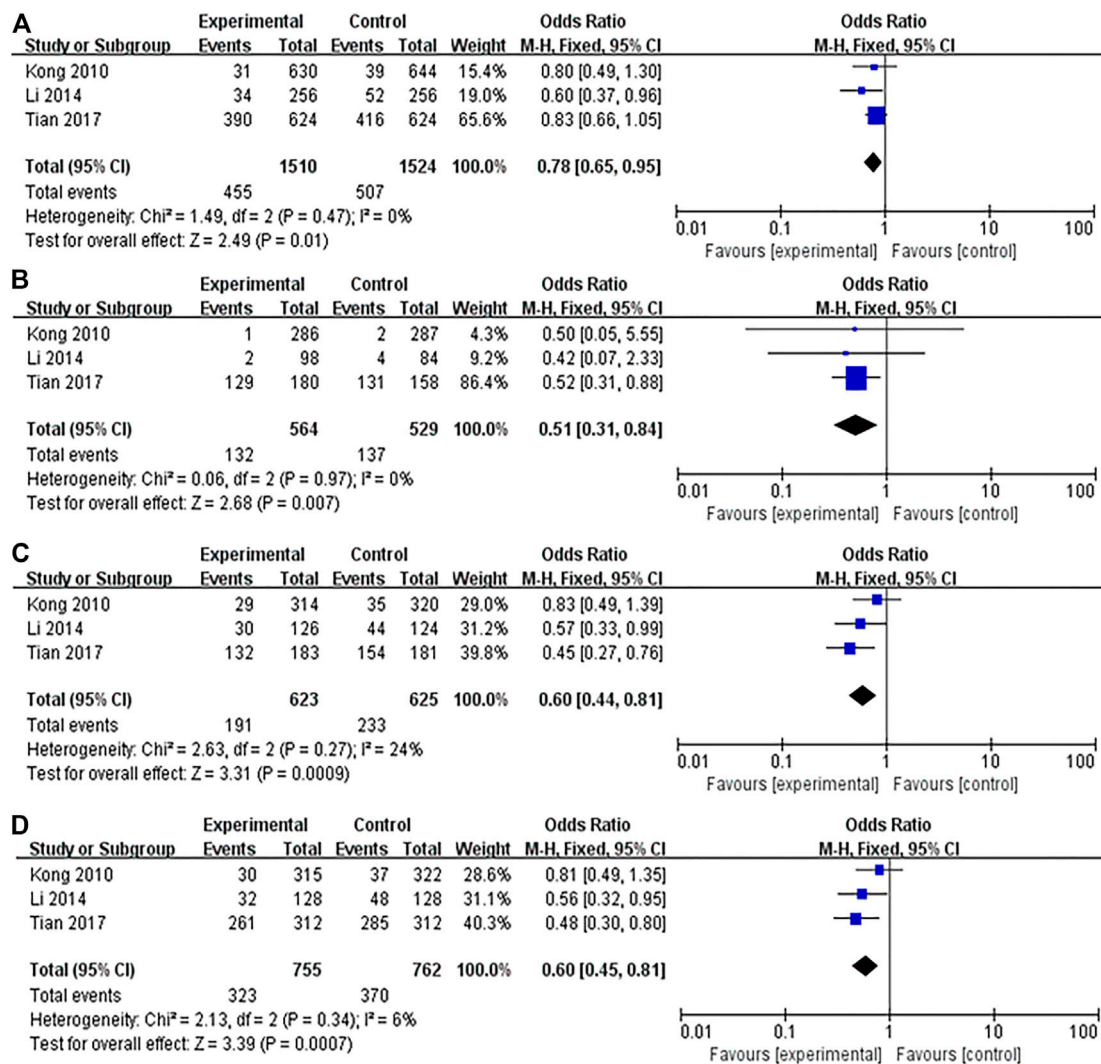 A
Experimental Control Odds Ratio Odds Ratio
Study or Subgroup Events Total Events Total Weight M-H, Fixed, 95% CI M-H, Fixed, 95% CI
Kong 2010 31 630 39 644 15.4% 0.80 [0.49, 1.30]
Li 2014 34 256 52 256 19.0% 0.60 [0.37, 0.96]
Tian 2017 390 624 416 624 65.6% 0.83 [0.66, 1.05]
Total (95% CI) 1510 1524 100.0% 0.78 [0.65, 0.95]
Total events 455 507
Heterogeneity: Chi² = 1.49, df = 2 (P = 0.47); I² = 0%
Test for overall effect: Z = 2.49 (P = 0.01)
0.01 0.1 1 10 100
Favours [experimental] Favours [control]
B
Experimental Control Odds Ratio Odds Ratio
Study or Subgroup Events Total Events Total Weight M-H, Fixed, 95% CI M-H, Fixed, 95% CI
Kong 2010 1 286 2 287 4.3% 0.50 [0.05, 5.55]
Li 2014 2 98 4 84 9.2% 0.42 [0.07, 2.33]
Tian 2017 129 180 131 158 86.4% 0.52 [0.31, 0.88]
Total (95% CI) 564 529 100.0% 0.51 [0.31, 0.84]
Total events 132 137
Heterogeneity: Chi² = 0.06, df = 2 (P = 0.97); I² = 0%
Test for overall effect: Z = 2.68 (P = 0.007)
0.01 0.1 1 10 100
Favours [experimental] Favours [control]
C
Experimental Control Odds Ratio Odds Ratio
Study or Subgroup Events Total Events Total Weight M-H, Fixed, 95% CI M-H, Fixed, 95% CI
Kong 2010 29 314 35 320 29.0% 0.83 [0.49, 1.39]
Li 2014 30 126 44 124 31.2% 0.57 [0.33, 0.99]
Tian 2017 132 183 154 181 39.8% 0.45 [0.27, 0.76]
Total (95% CI) 623 625 100.0% 0.60 [0.44, 0.81]
Total events 191 233
Heterogeneity: Chi² = 2.63, df = 2 (P = 0.27); I² = 24%
Test for overall effect: Z = 3.31 (P = 0.0009)
0.01 0.1 1 10 100
Favours [experimental] Favours [control]
D
Experimental Control Odds Ratio Odds Ratio
Study or Subgroup Events Total Events Total Weight M-H, Fixed, 95% CI M-H, Fixed, 95% CI
Kong 2010 30 315 37 322 28.6% 0.81 [0.49, 1.35]
Li 2014 32 128 48 128 31.1% 0.56 [0.32, 0.95]
Tian 2017 261 312 285 312 40.3% 0.48 [0.30, 0.80]
Total (95% CI) 755 762 100.0% 0.60 [0.45, 0.81]
Total events 323 370
Heterogeneity: Chi² = 2.13, df = 2 (P = 0.34); I² = 6%
Test for overall effect: Z = 3.39 (P = 0.0007)
0.01 0.1 1 10 100
Favours [experimental] Favours [control]